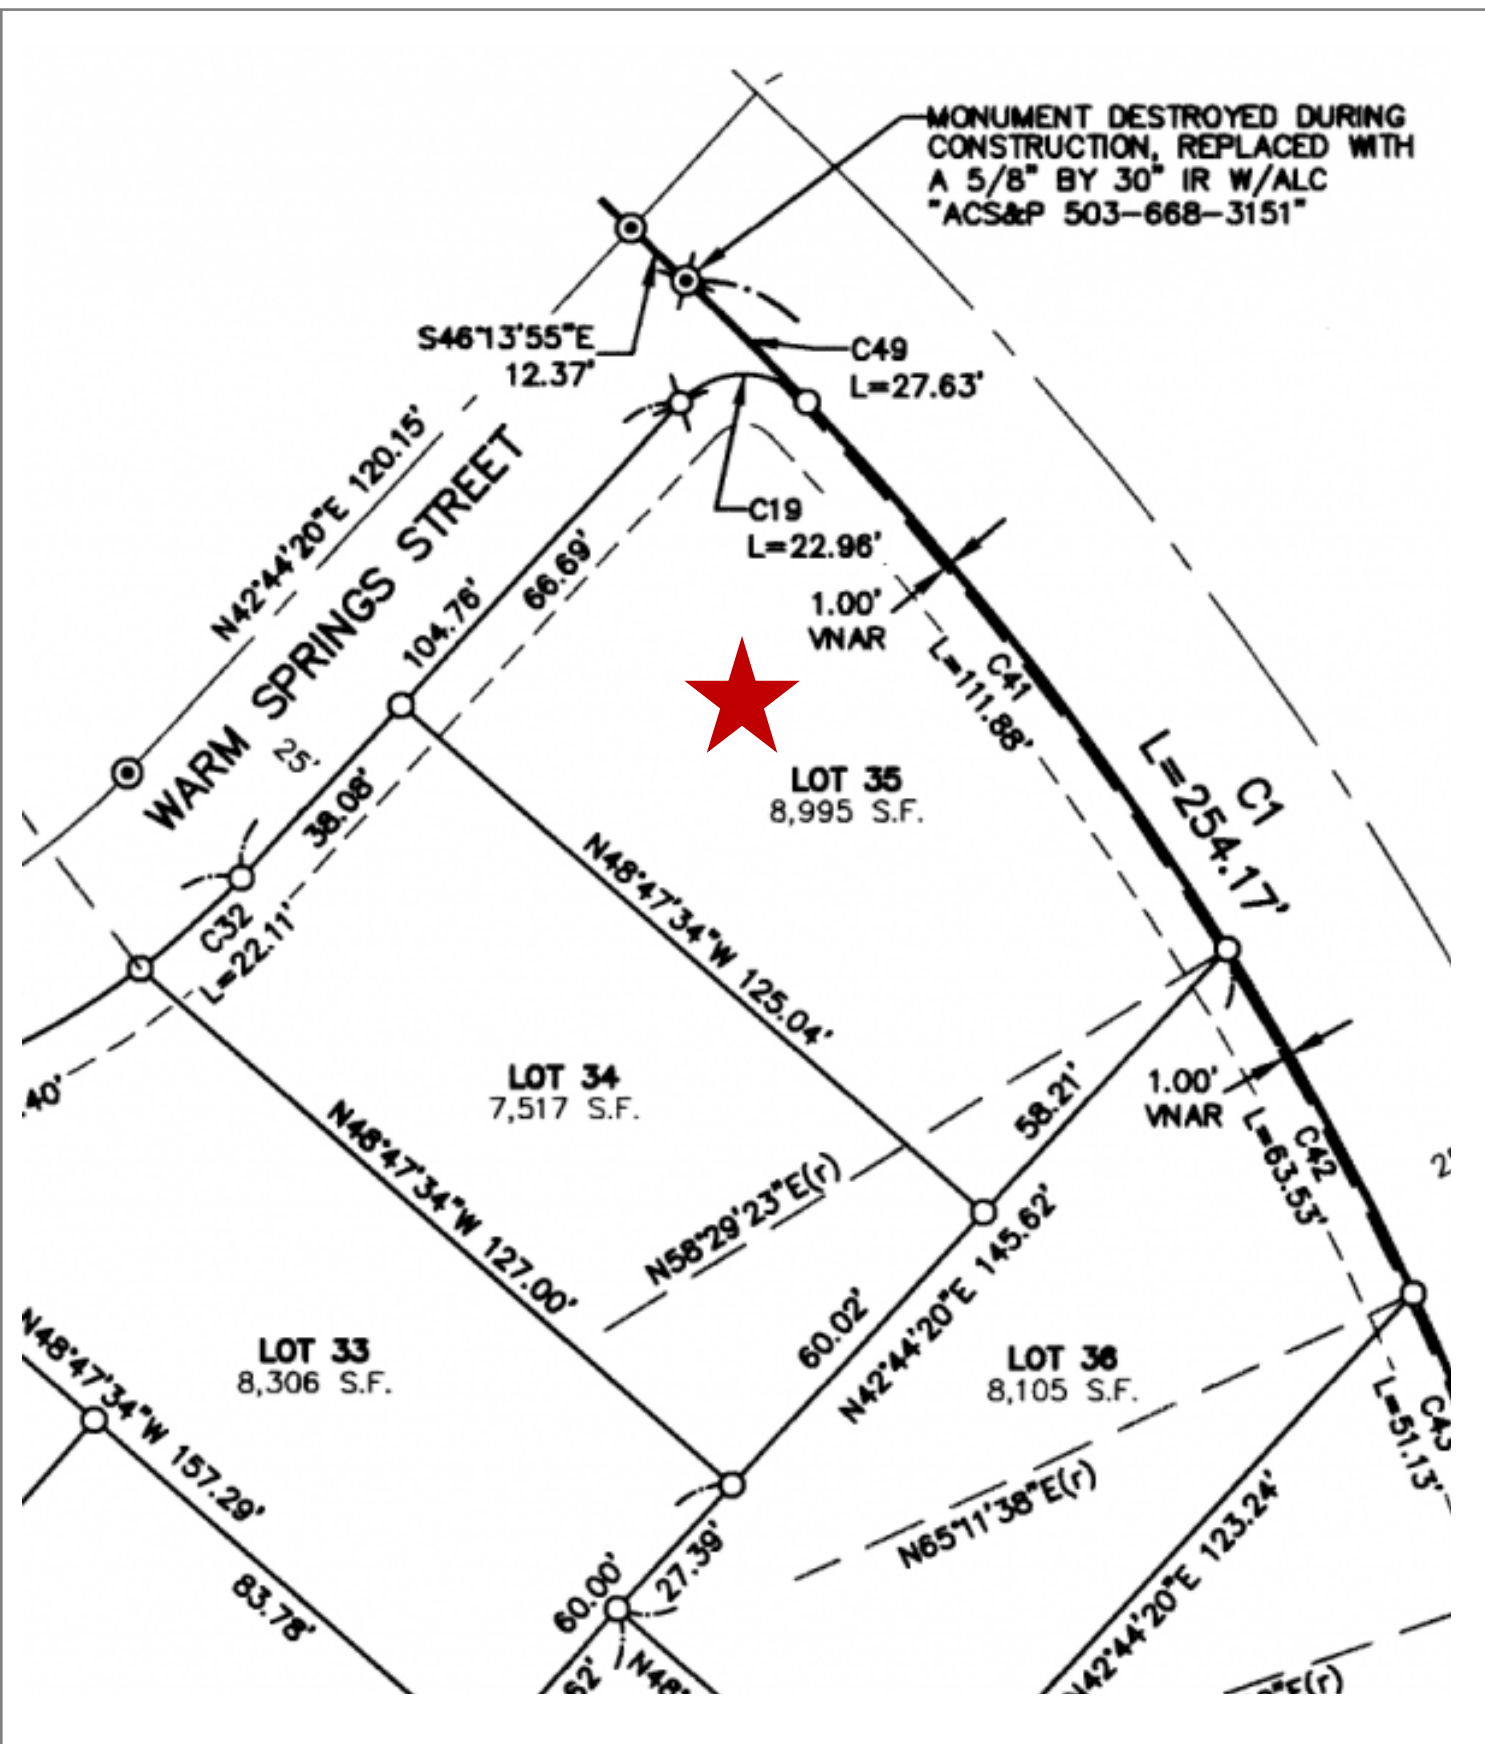 MONUMENT DESTROYED DURING
CONSTRUCTION, REPLACED WITH
A 5/8" BY 30" IR W/ALC
"ACS&P 503-668-3151"
S46°13'55"E
12.37'
C49
L=27.63'
N42°44'20"E 120.15'
WARM SPRINGS STREET
25'
104.76'
66.69'
C19
L=22.96'
1.00'
VNAR
C41
L=111.88'
C1
L=254.17'
LOT 35
8,995 S.F.
38.08'
C32
L=22.11'
N48°47'34"W 125.04'
LOT 34
7,517 S.F.
58.21'
1.00'
VNAR
C42
L=63.53'
.40'
N48°47'34"W 127.00'
N58°29'23"E(r)
60.02'
N42°44'20"E 145.62'
LOT 33
8,306 S.F.
LOT 36
8,105 S.F.
N48°47'34"W 157.29'
83.78'
N65°11'38"E(r)
C43
L=51.13'
60.00'
27.39'
N42°44'20"E 123.24'
62'
N48°
"E(r)